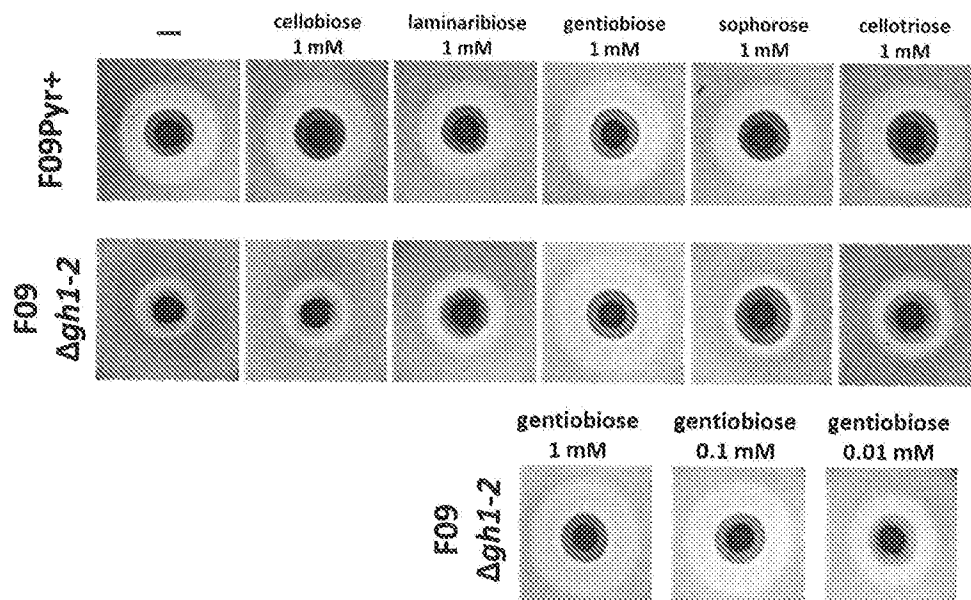 —
cellobiose
1 mM
laminaribiose
1 mM
gentiobiose
1 mM
sophorose
1 mM
cellotriose
1 mM
F09Pyr+
F09
Δgh1-2
gentiobiose
1 mM
gentiobiose
0.1 mM
gentiobiose
0.01 mM
F09
Δgh1-2